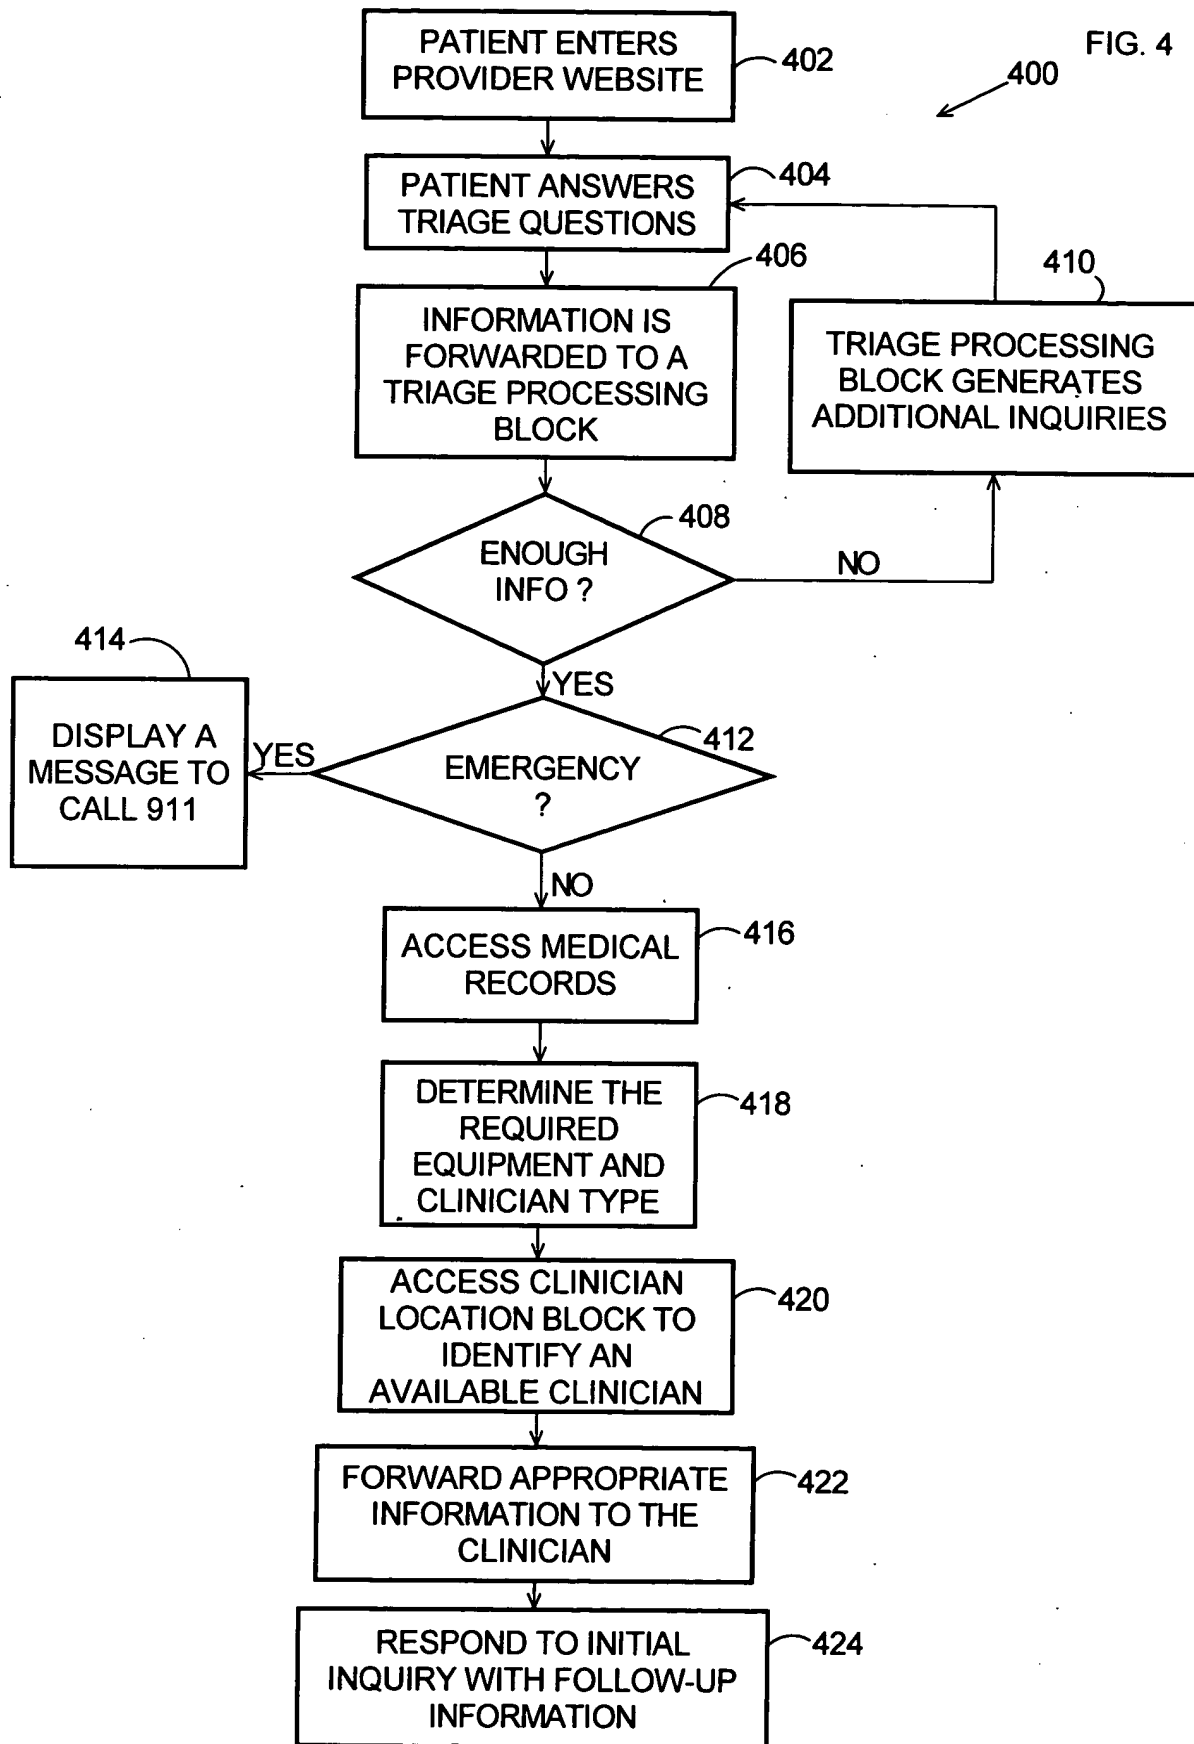 PATIENT ENTERS
PROVIDER WEBSITE
402
FIG. 4
400
PATIENT ANSWERS
TRIAGE QUESTIONS
404
406
INFORMATION IS
FORWARDED TO A
TRIAGE PROCESSING
BLOCK
410
TRIAGE PROCESSING
BLOCK GENERATES
ADDITIONAL INQUIRIES
408
ENOUGH
INFO ?
NO
YES
414
DISPLAY A
MESSAGE TO
CALL 911
YES
412
EMERGENCY
?
NO
ACCESS MEDICAL
RECORDS
416
DETERMINE THE
REQUIRED
EQUIPMENT AND
CLINICIAN TYPE
418
ACCESS CLINICIAN
LOCATION BLOCK TO
IDENTIFY AN
AVAILABLE CLINICIAN
420
FORWARD APPROPRIATE
INFORMATION TO THE
CLINICIAN
422
RESPOND TO INITIAL
INQUIRY WITH FOLLOW-UP
INFORMATION
424